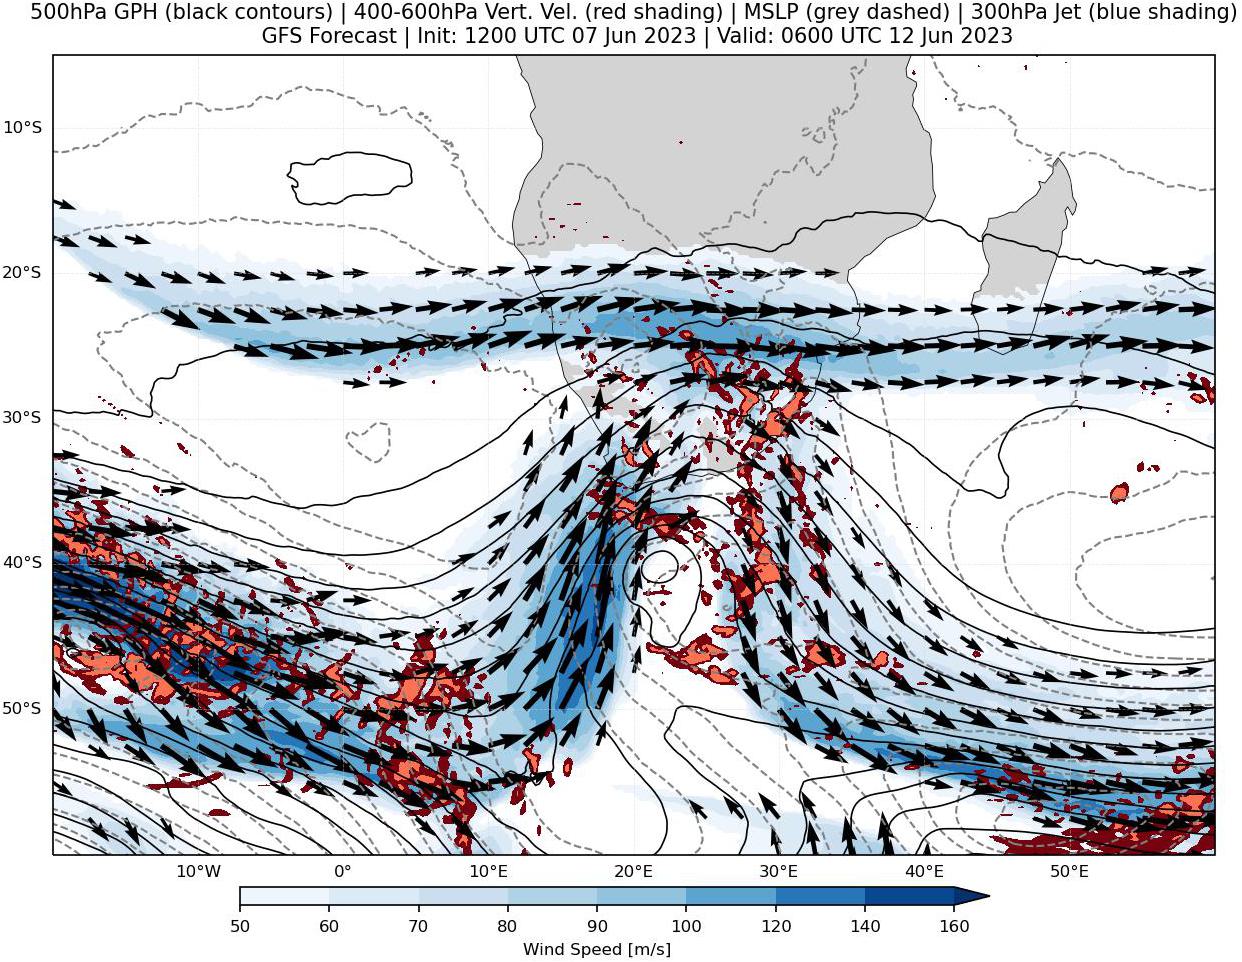 500hPa GPH (black contours) | 400-600hPa Vert. Vel. (red shading) | MSLP (grey dashed) | 300hPa Jet (blue shading)
GFS Forecast | Init: 1200 UTC 07 Jun 2023 | Valid: 0600 UTC 12 Jun 2023
10°S
20°S
30°S
40°S
50°S
10°W 0° 10°E 20°E 30°E 40°E 50°E
50 60 70 80 90 100 120 140 160
Wind Speed [m/s]